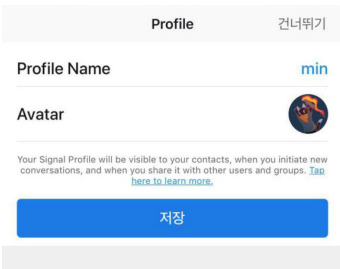 Profile 건너뛰기
Profile Name min
Avatar
Your Signal Profile will be visible to your contacts, when you initiate new
conversations, and when you share it with other users and groups. Tap
here to learn more.
저장